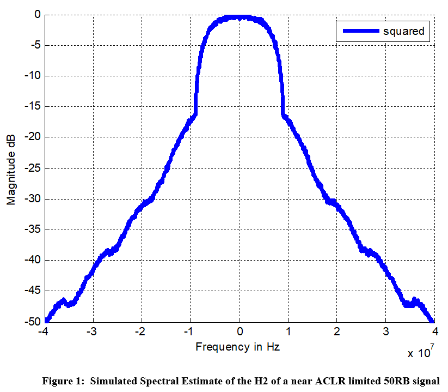 squared
0
-5
-10
-15
-20
-25
-30
-35
-40
-45
-50
Magnitude dB
-4 -3 -2 -1 0 1 2 3 4
Frequency in Hz
x 10^7
Figure 1: Simulated Spectral Estimate of the H2 of a near ACLR limited 50RB signal